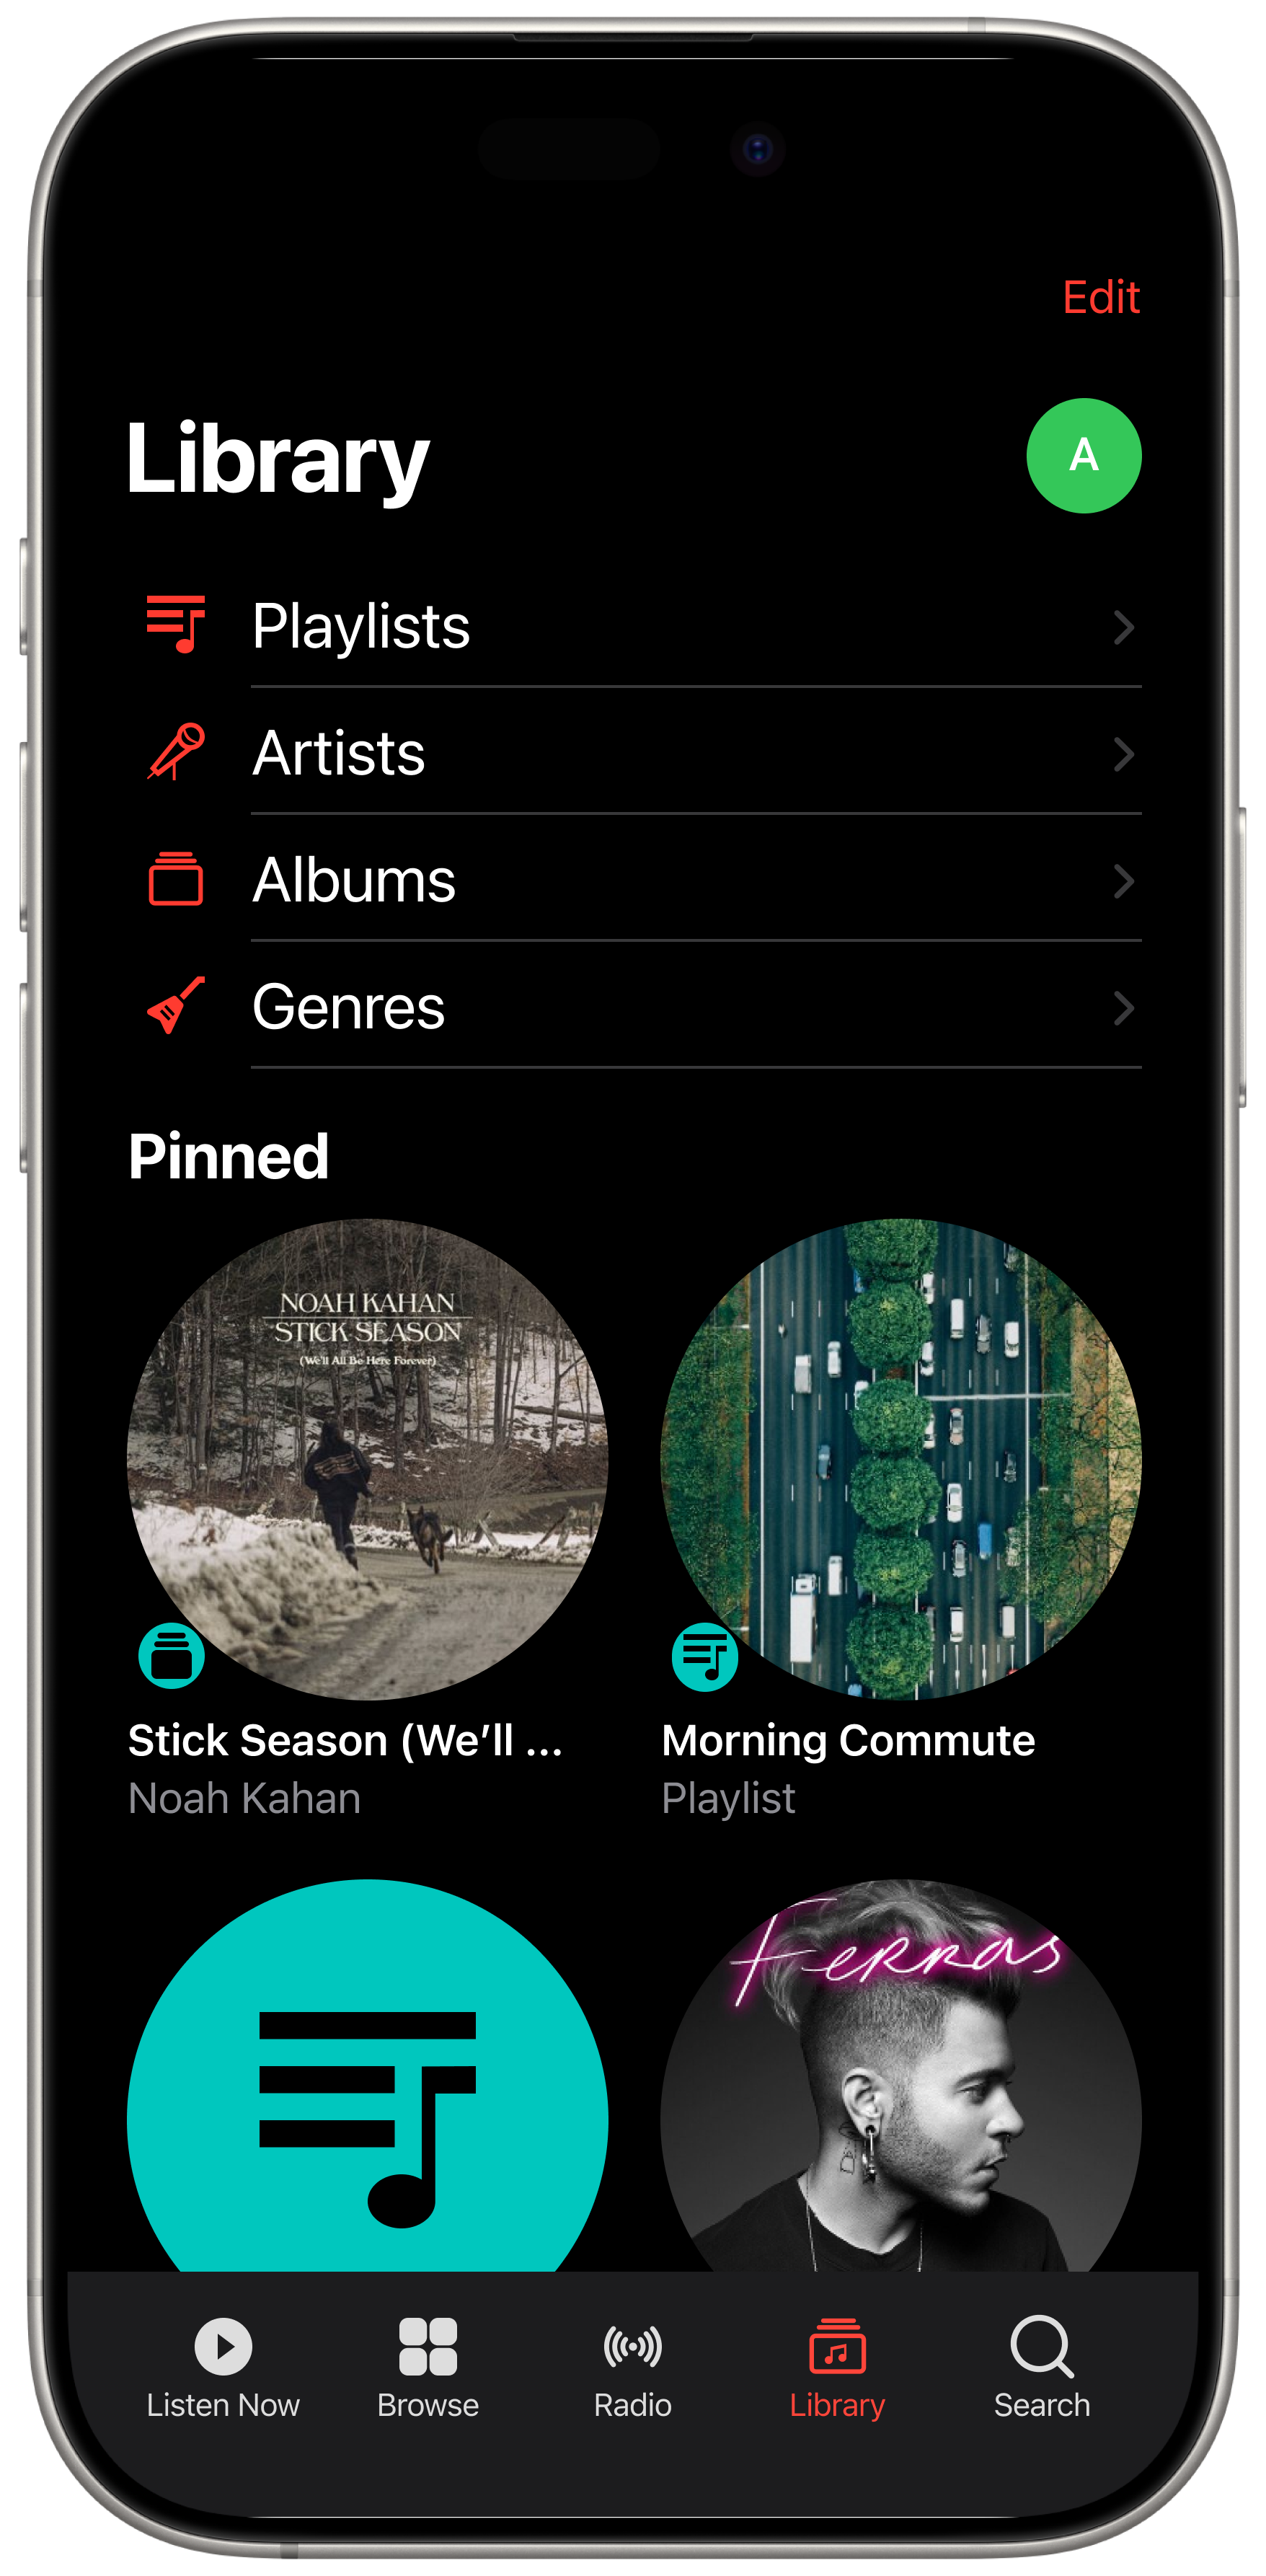 Edit
Library
A
Playlists
Artists
Albums
Genres
Pinned
NOAH KAHAN
STICK SEASON
(We'll All Be Here Forever)
Stick Season (We’ll ...
Noah Kahan
Morning Commute
Playlist
Ferras
Listen Now
Browse
Radio
Library
Search